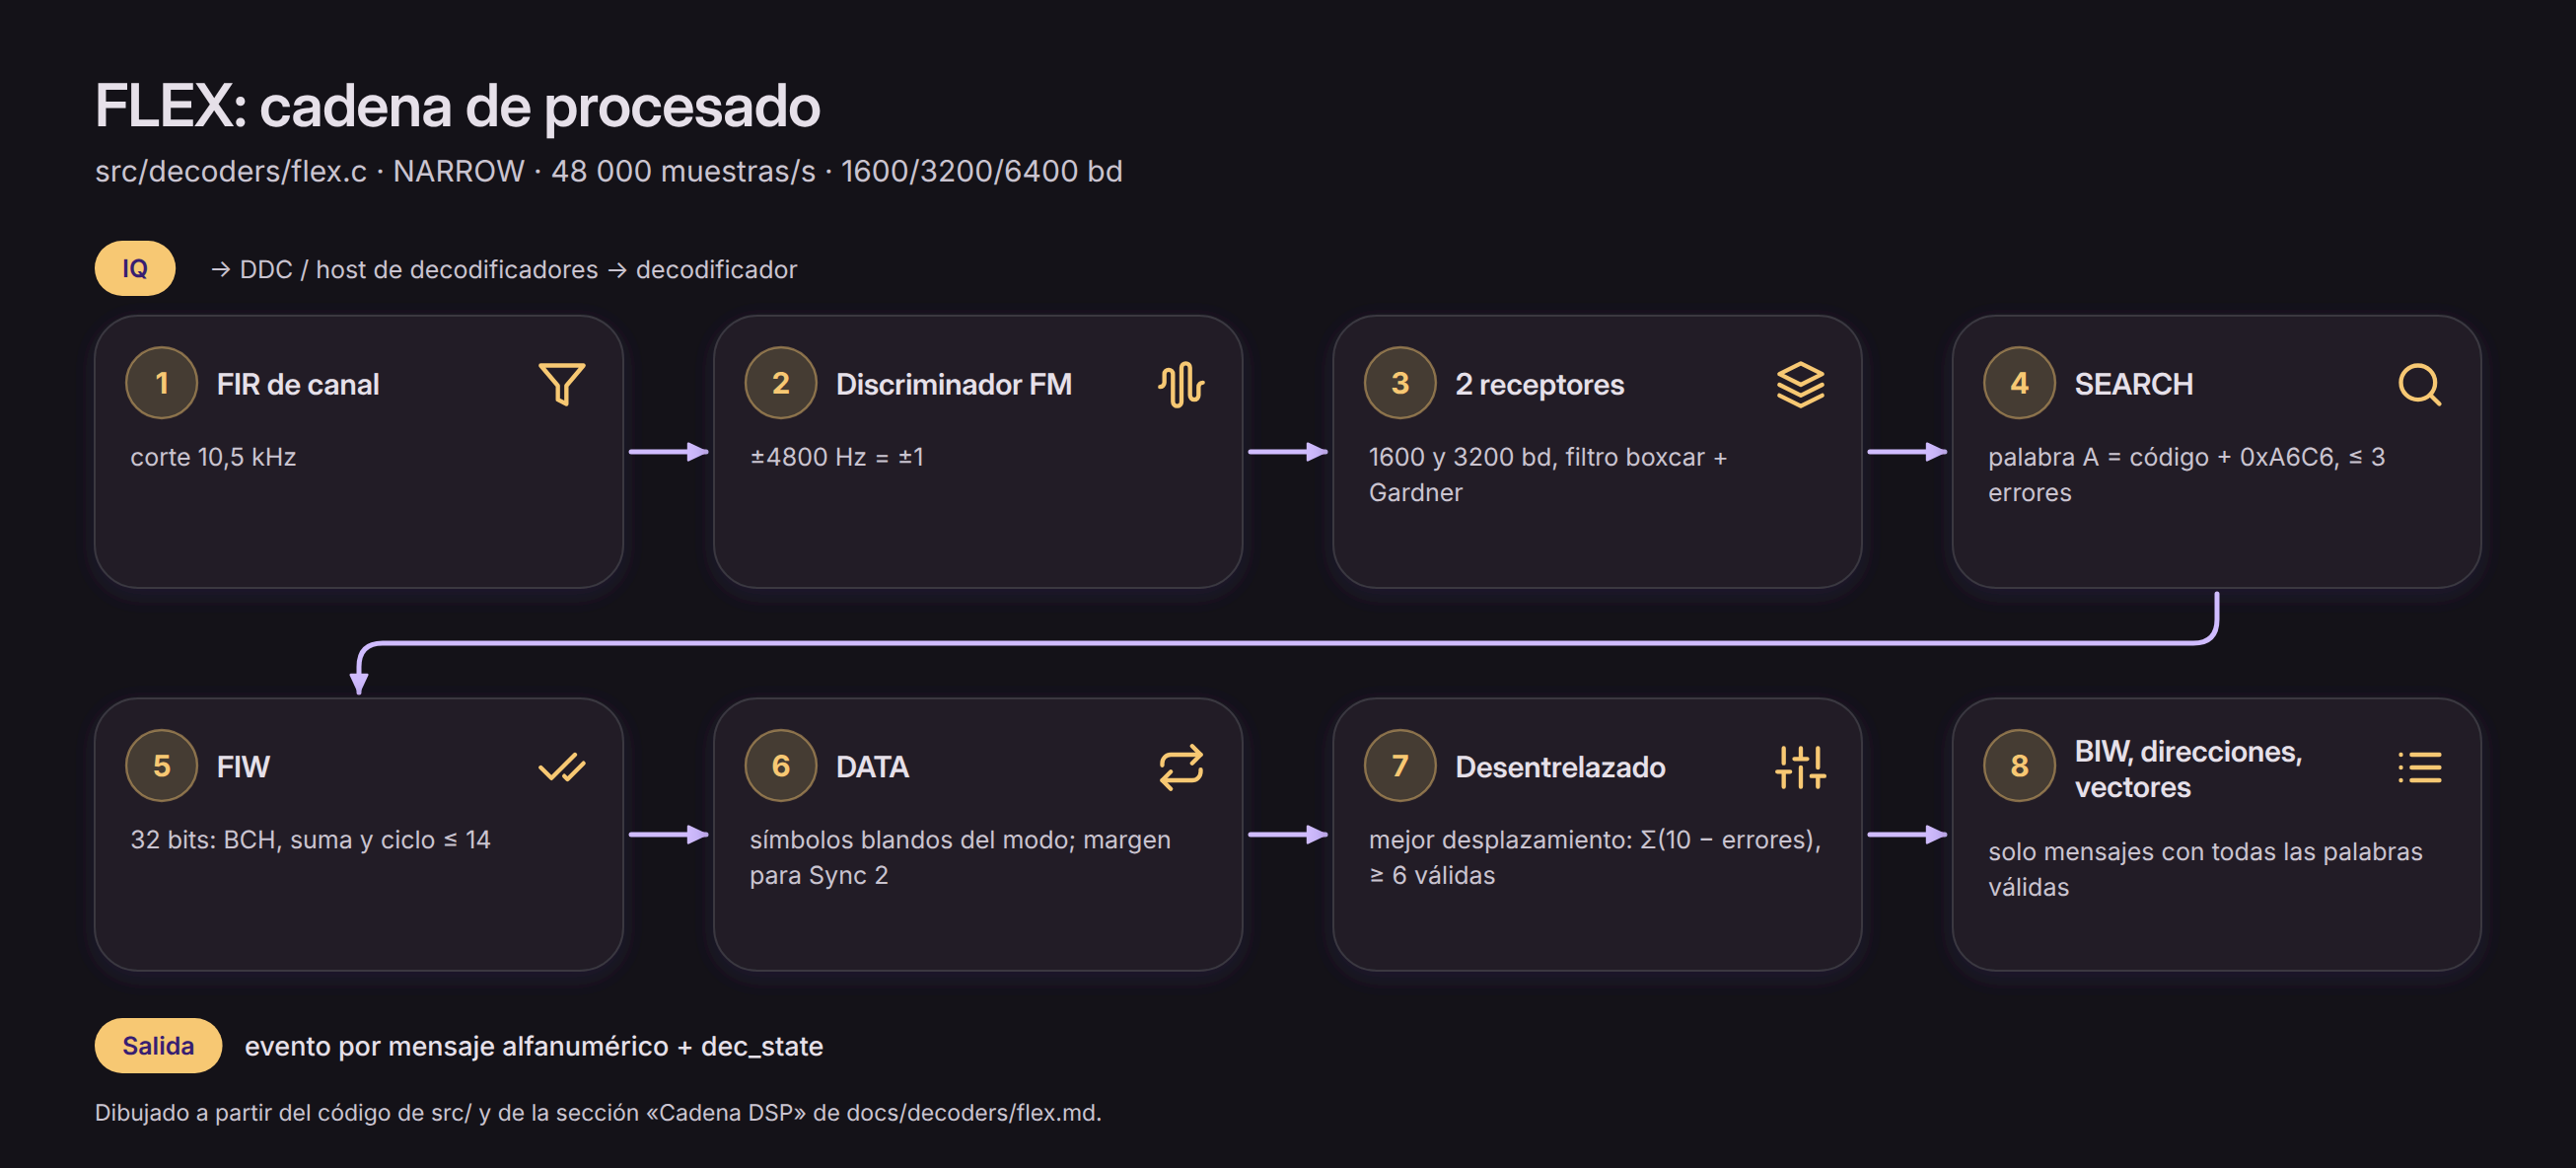 FLEX: cadena de procesado
src/decoders/flex.c · NARROW · 48 000 muestras/s · 1600/3200/6400 bd
IQ → DDC / host de decodificadores → decodificador
1 FIR de canal
corte 10,5 kHz
2 Discriminador FM
±4800 Hz = ±1
3 2 receptores
1600 y 3200 bd, filtro boxcar +
Gardner
4 SEARCH
palabra A = código + 0xA6C6, ≤ 3
errores
5 FIW
32 bits: BCH, suma y ciclo ≤ 14
6 DATA
símbolos blandos del modo; margen
para Sync 2
7 Desentrelazado
mejor desplazamiento: Σ(10 − errores),
≥ 6 válidas
8 BIW, direcciones,
vectores
solo mensajes con todas las palabras
válidas
Salida evento por mensaje alfanumérico + dec_state
Dibujado a partir del código de src/ y de la sección «Cadena DSP» de docs/decoders/flex.md.